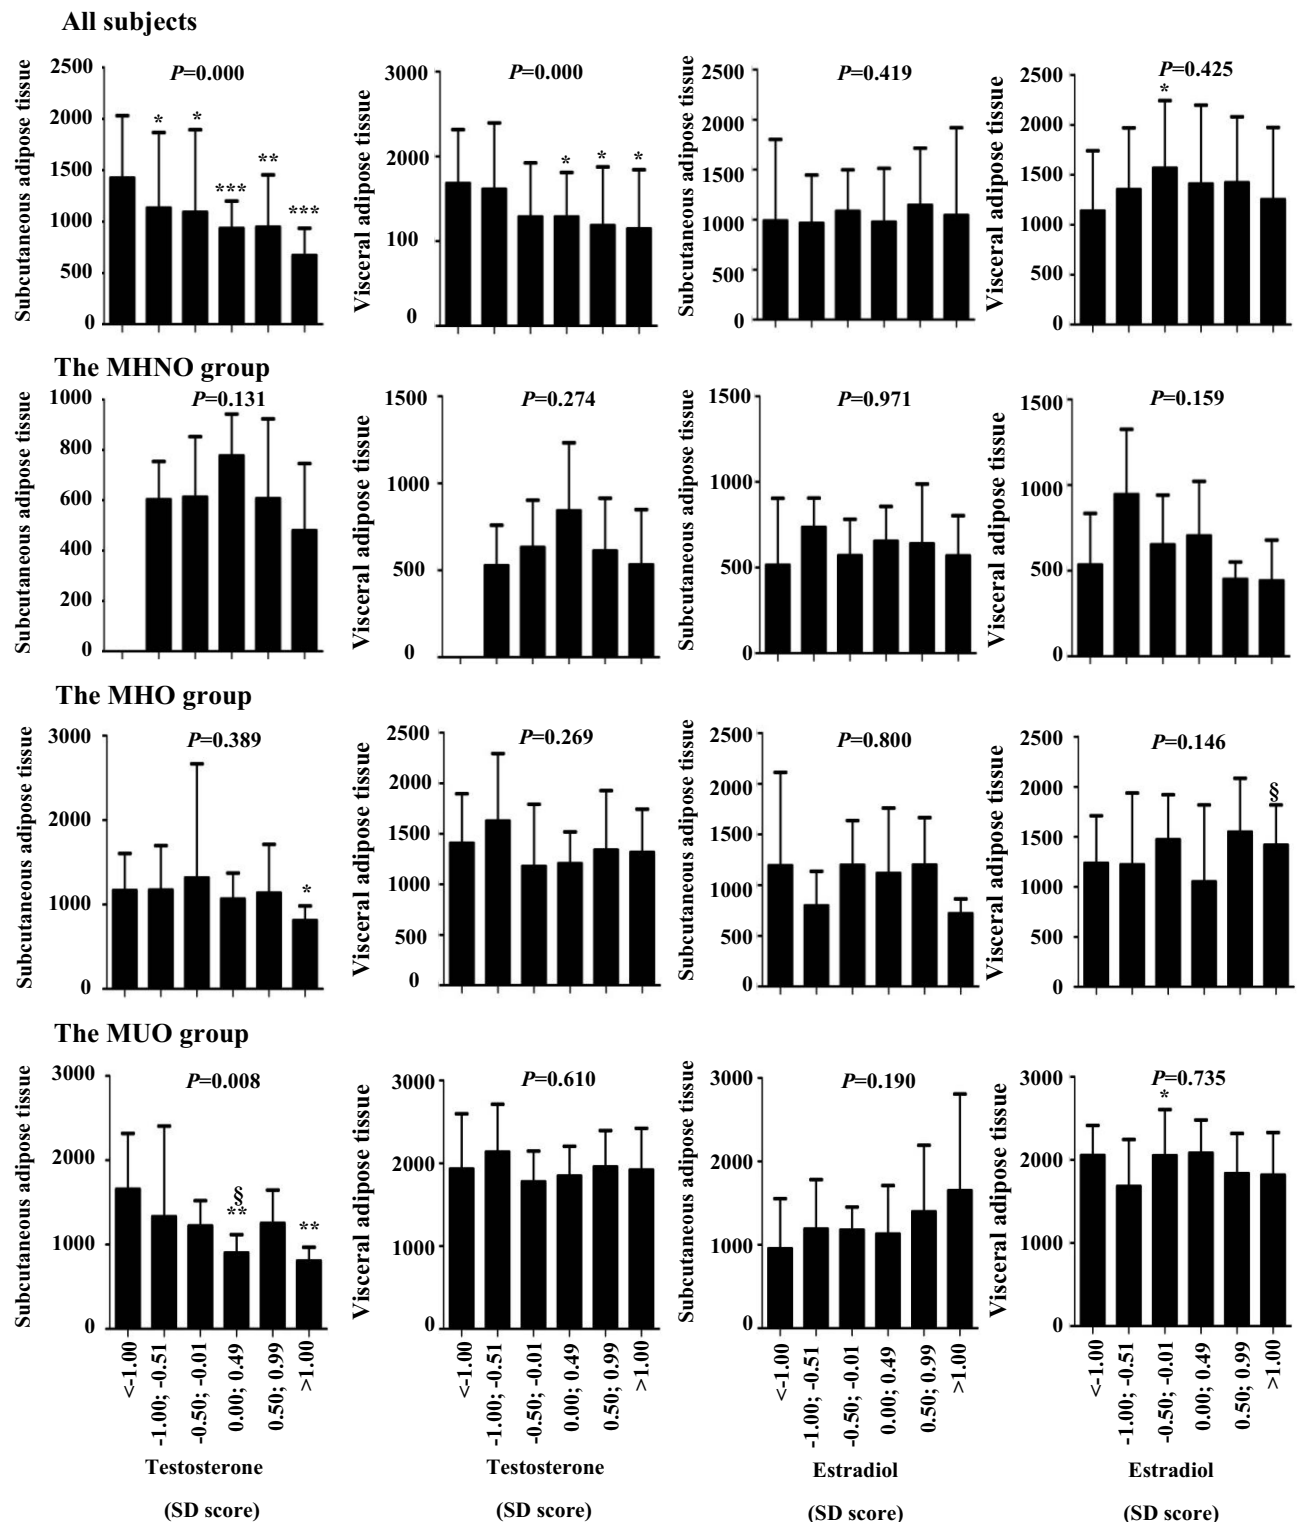 All subjects
Subcutaneous adipose tissue
2500
2000
1500
1000
500
0
P=0.000
*
*
***
**
***
Visceral adipose tissue
3000
2000
100
0
P=0.000
*
*
*
Subcutaneous adipose tissue
2500
2000
1500
1000
500
0
P=0.419
Visceral adipose tissue
2500
2000
1500
1000
500
0
P=0.425
*
The MHNO group
Subcutaneous adipose tissue
1000
800
600
400
200
0
P=0.131
Visceral adipose tissue
1500
1000
500
0
P=0.274
Subcutaneous adipose tissue
1500
1000
500
0
P=0.971
Visceral adipose tissue
1500
1000
500
0
P=0.159
The MHO group
Subcutaneous adipose tissue
3000
2000
1000
0
P=0.389
*
Visceral adipose tissue
2500
2000
1500
1000
500
0
P=0.269
Subcutaneous adipose tissue
2500
2000
1500
1000
500
0
P=0.800
Visceral adipose tissue
2500
2000
1500
1000
500
0
P=0.146
§
The MUO group
Subcutaneous adipose tissue
3000
2000
1000
0
P=0.008
§
**
**
Visceral adipose tissue
3000
2000
1000
0
P=0.610
Subcutaneous adipose tissue
3000
2000
1000
0
P=0.190
Visceral adipose tissue
3000
2000
1000
0
P=0.735
*
<-1.00
-1.00; -0.51
-0.50; -0.01
0.00; 0.49
0.50; 0.99
>1.00
Testosterone
(SD score)
<-1.00
-1.00; -0.51
-0.50; -0.01
0.00; 0.49
0.50; 0.99
>1.00
Testosterone
(SD score)
<-1.00
-1.00; -0.51
-0.50; -0.01
0.00; 0.49
0.50; 0.99
>1.00
Estradiol
(SD score)
<-1.00
-1.00; -0.51
-0.50; -0.01
0.00; 0.49
0.50; 0.99
>1.00
Estradiol
(SD score)